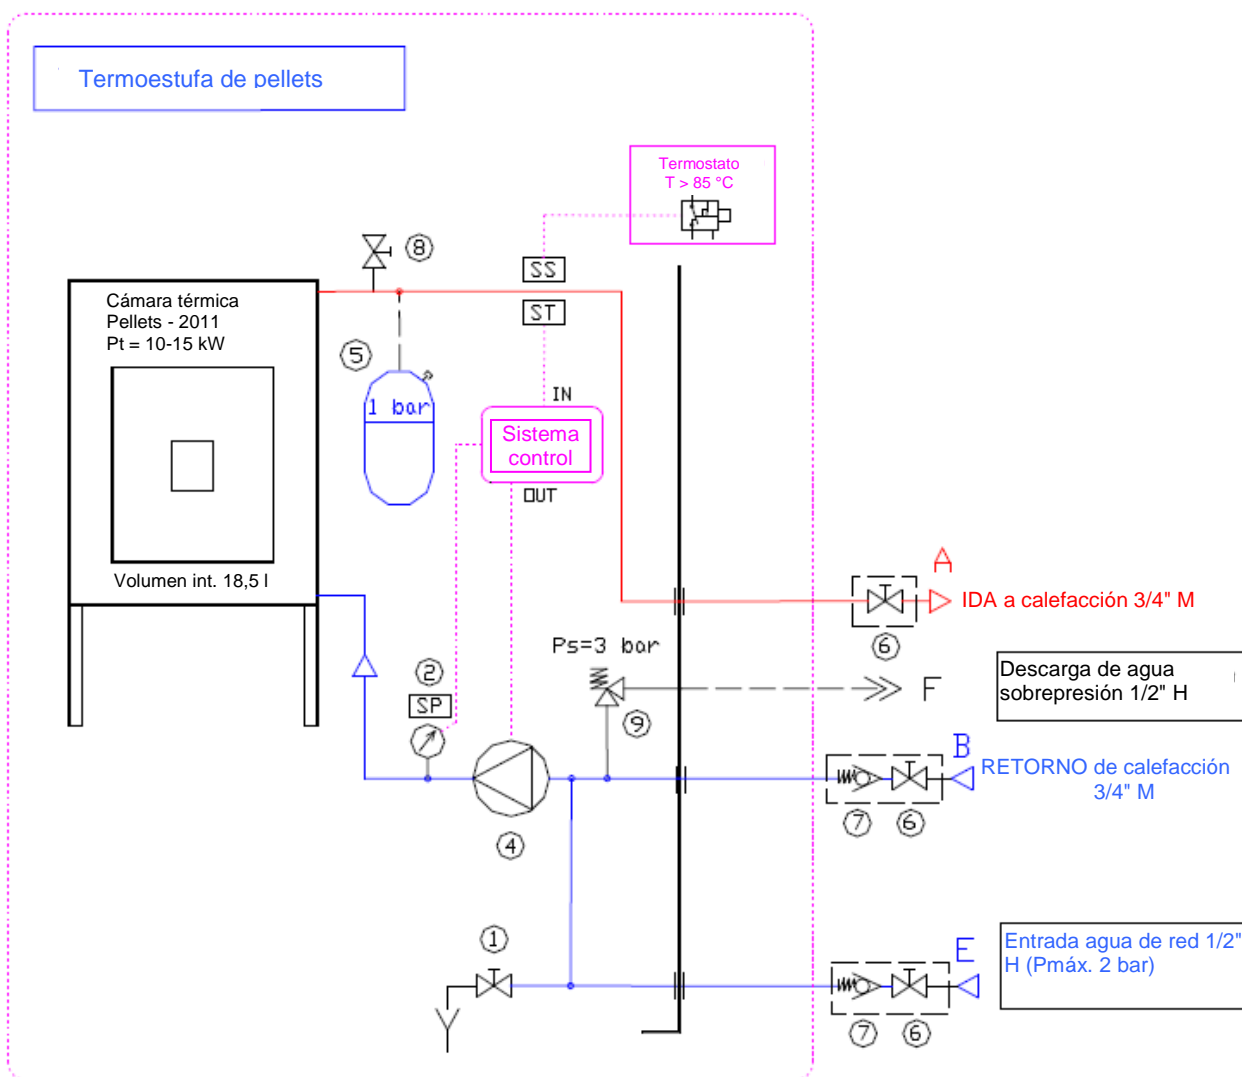 Termoestufa de pellets
Termostato
T > 85 °C
8
SS
Cámara térmica
Pellets - 2011
Pt = 10-15 kW
ST
5
IN
1 bar
Sistema
control
OUT
Volumen int. 18,5 l
A
IDA a calefacción 3/4" M
6
Ps=3 bar
2
SP
9
F
Descarga de agua
sobrepresión 1/2" H
B
RETORNO de calefacción
3/4" M
7
6
4
1
E
Entrada agua de red 1/2"
H (Pmáx. 2 bar)
7
6